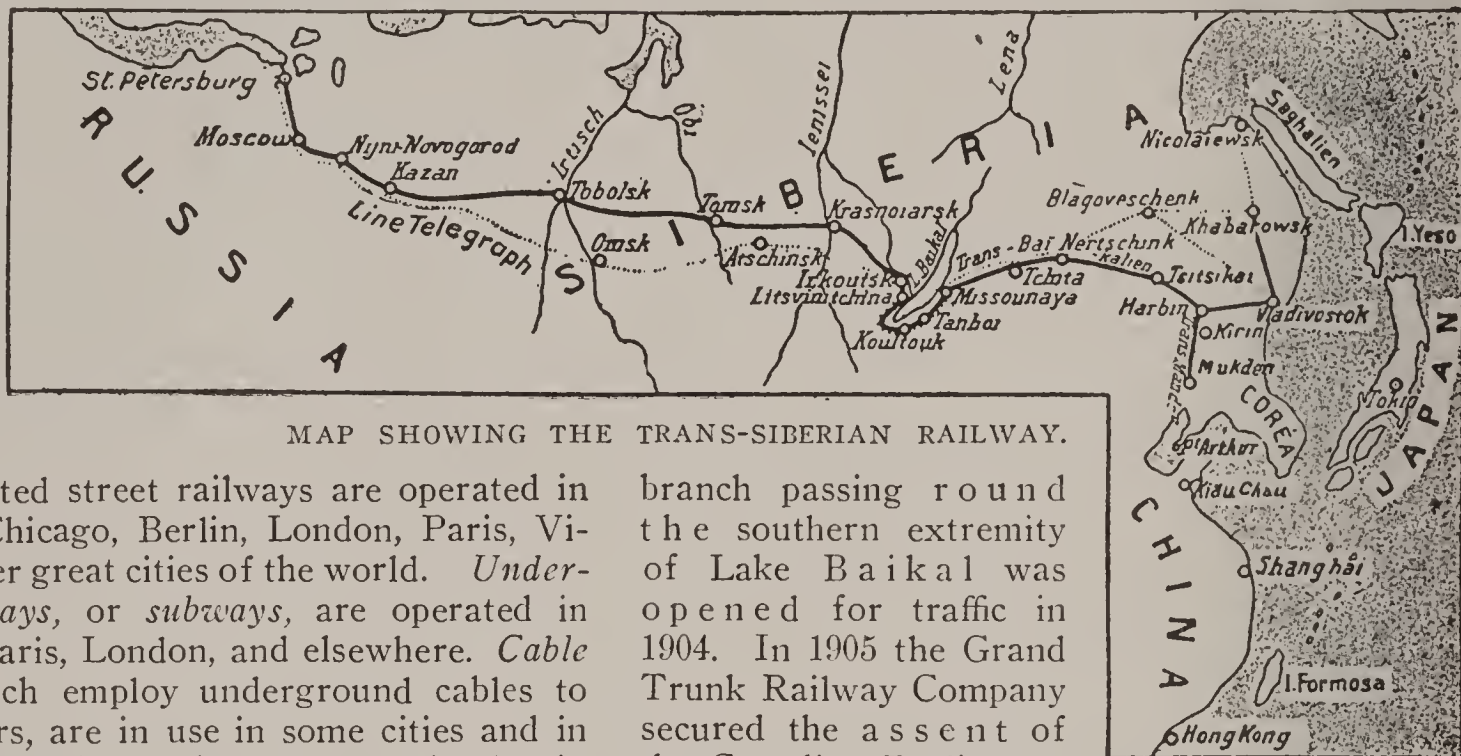 St. Petersburg
Moscow
Nyni-Novogorod
Kazan
Line Telegraph
RUSSIA
Irtisch
Obi
Tobolsk
Omsk
Tomsk
Atschinsk
Jenissei
Krasnoiarsk
SIBERIA
Lena
L. Baikal
Irkoutsk
Litsvinitchina
Koultouk
Tanhoi
Missounaya
Trans-Baï
kalien
Tchita
Nertschink
Blagoveschenk
Nicolaïewsk
Saghalien
Khabarowsk
I. Yeso
Tsitsikai
Harbin
Vladivostok
Kirin
Mukden
CORÉA
Pt Arthur
Kiau Chau
Tokio
JAPAN
CHINA
Shanghai
I. Formosa
Hong Kong
MAP SHOWING THE TRANS-SIBERIAN RAILWAY.
ted street railways are operated in
Chicago, Berlin, London, Paris, Vi-
er great cities of the world. Under-
ays, or subways, are operated in
aris, London, and elsewhere. Cable
ch employ underground cables to
rs, are in use in some cities and in
branch passing round
the southern extremity
of Lake Baikal was
opened for traffic in
1904. In 1905 the Grand
Trunk Railway Company
secured the assent of